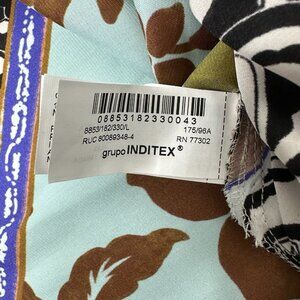 08853182330043
8853/182/330/L 175/96A
RUC 80089348-4 RN 77302
grupo INDITEX®